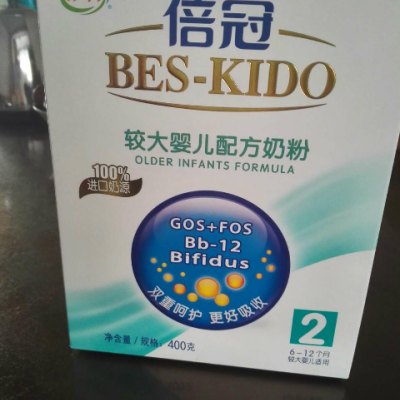 倍冠
BES-KIDO
较大婴儿配方奶粉
OLDER INFANTS FORMULA
100%
进口奶源
GOS+FOS
Bb-12
Bifidus
双重呵护 更好吸收
净含量/规格：400克
2
6-12个月
较大婴儿适用